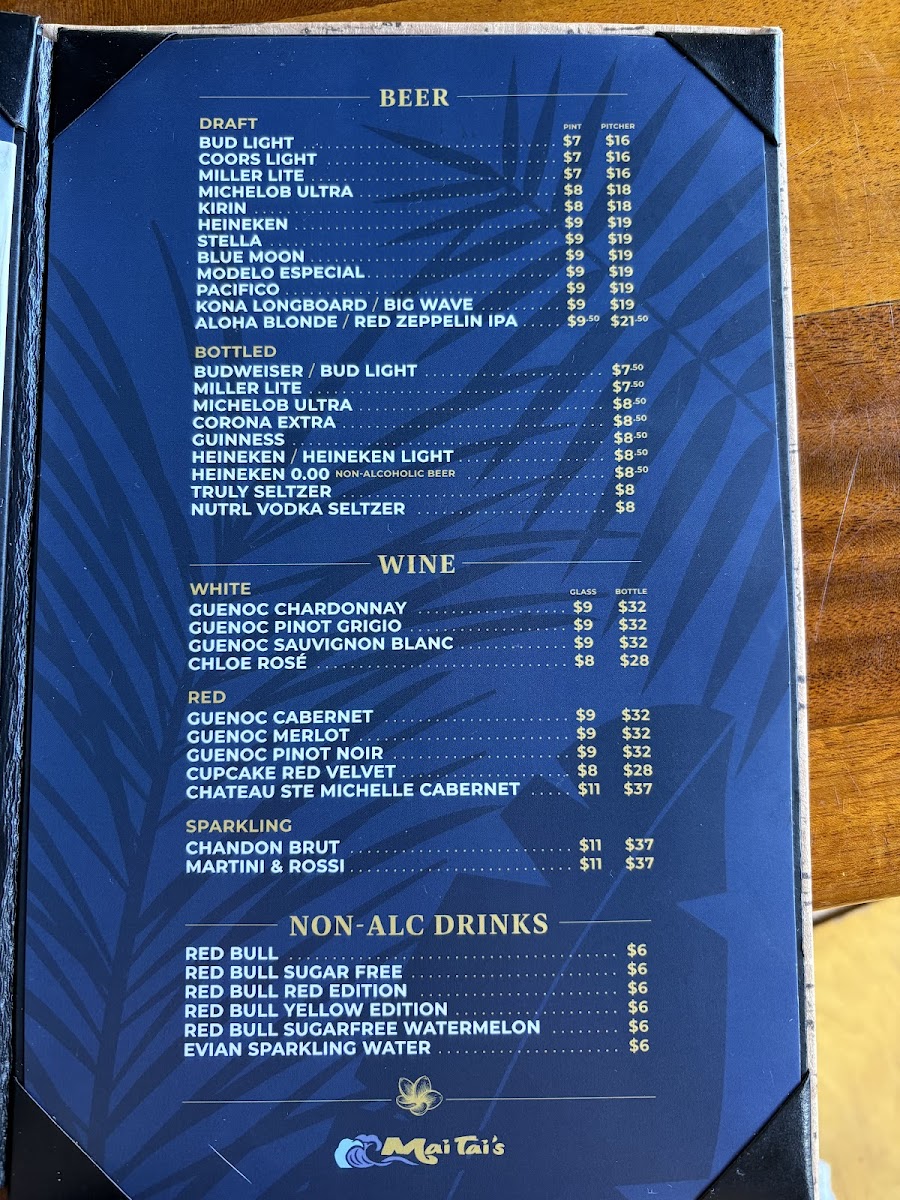 BEER
DRAFT PINT PITCHER
BUD LIGHT $7 $16
COORS LIGHT $7 $16
MILLER LITE $7 $16
MICHELOB ULTRA $8 $18
KIRIN $8 $18
HEINEKEN $9 $19
STELLA $9 $19
BLUE MOON $9 $19
MODELO ESPECIAL $9 $19
PACIFICO $9 $19
KONA LONGBOARD / BIG WAVE $9 $19
ALOHA BLONDE / RED ZEPPELIN IPA $9.50 $21.50
BOTTLED
BUDWEISER / BUD LIGHT $7.50
MILLER LITE $7.50
MICHELOB ULTRA $8.50
CORONA EXTRA $8.50
GUINNESS $8.50
HEINEKEN / HEINEKEN LIGHT $8.50
HEINEKEN 0.00 NON-ALCOHOLIC BEER $8.50
TRULY SELTZER $8
NUTRL VODKA SELTZER $8
WINE
WHITE GLASS BOTTLE
GUENOC CHARDONNAY $9 $32
GUENOC PINOT GRIGIO $9 $32
GUENOC SAUVIGNON BLANC $9 $32
CHLOE ROSÉ $8 $28
RED
GUENOC CABERNET $9 $32
GUENOC MERLOT $9 $32
GUENOC PINOT NOIR $9 $32
CUPCAKE RED VELVET $8 $28
CHATEAU STE MICHELLE CABERNET $11 $37
SPARKLING
CHANDON BRUT $11 $37
MARTINI & ROSSI $11 $37
NON-ALC DRINKS
RED BULL $6
RED BULL SUGAR FREE $6
RED BULL RED EDITION $6
RED BULL YELLOW EDITION $6
RED BULL SUGARFREE WATERMELON $6
EVIAN SPARKLING WATER $6
Mai Tai's